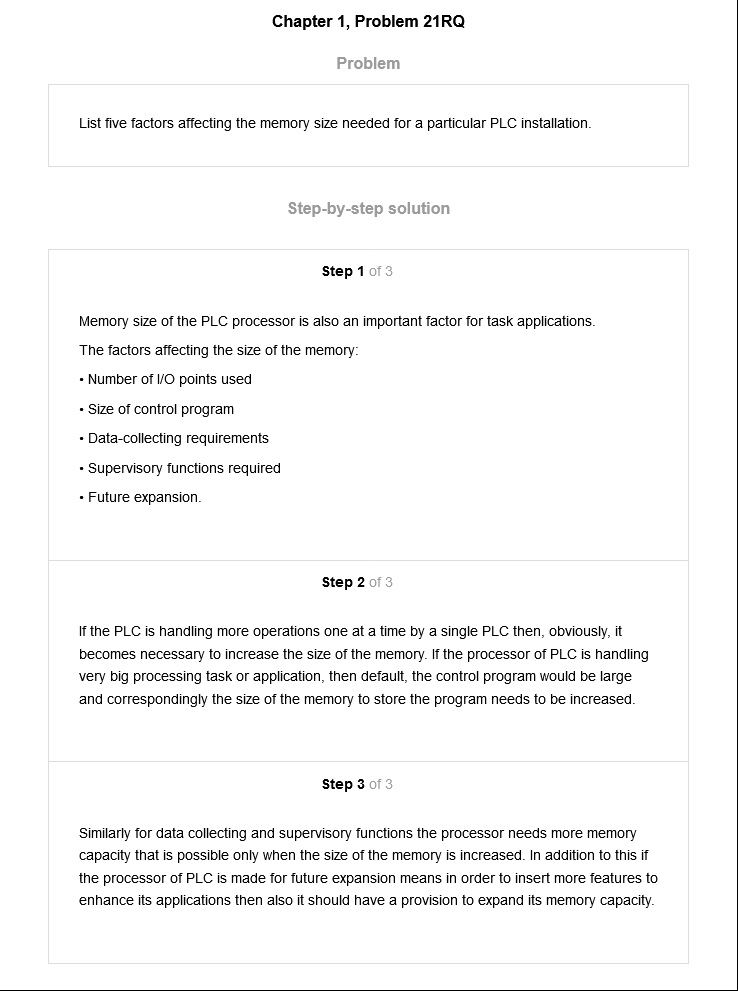 Chapter 1, Problem 21RQ
Problem
List five factors affecting the memory size needed for a particular PLC installation.
Step-by-step solution
Step 1 of 3
Memory size of the PLC processor is also an important factor for task applications.
The factors affecting the size of the memory:
• Number of I/O points used
• Size of control program
• Data-collecting requirements
• Supervisory functions required
• Future expansion.
Step 2 of 3
If the PLC is handling more operations one at a time by a single PLC then, obviously, it
becomes necessary to increase the size of the memory. If the processor of PLC is handling
very big processing task or application, then default, the control program would be large
and correspondingly the size of the memory to store the program needs to be increased.
Step 3 of 3
Similarly for data collecting and supervisory functions the processor needs more memory
capacity that is possible only when the size of the memory is increased. In addition to this if
the processor of PLC is made for future expansion means in order to insert more features to
enhance its applications then also it should have a provision to expand its memory capacity.